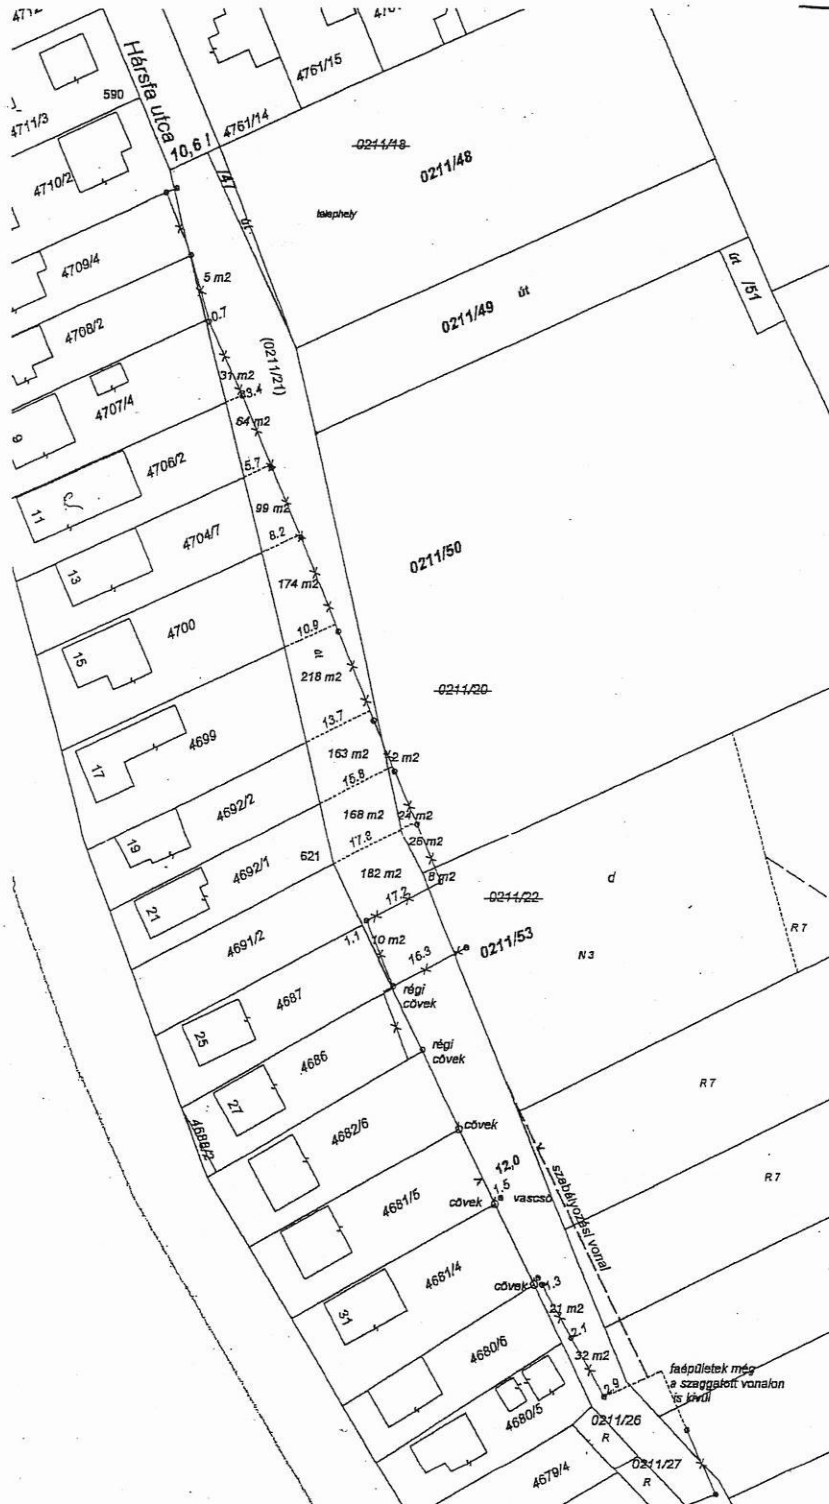 4712
Hársfa utca
4761/15
590
4711/3
10,6
4761/14
0211/18
4710/2
0211/48
/47
út
telephely
4709/4
5 m2
út
/51
0211/49
út
4708/2
0.7
(0211/21)
31 m2
3.4
4707/4
9
64 m2
4706/2
5.7
11
99 m2
4704/7
8.2
13
0211/50
174 m2
4700
10.9
15
út
218 m2
0211/20
13.7
4699
17
163 m2
2 m2
15.8
4692/2
168 m2
24 m2
19
17.8
26 m2
621
4692/1
182 m2
8 m2
d
21
17.2
0211/22
R 7
4691/2
1.1
10 m2
0211/53
N 3
16.3
4687
régi
cövek
25
régi
cövek
4686
27
R 7
4688/2
4682/6
cövek
12,0
R 7
4681/5
1.5
cövek
vascső
szabályozási vonal
4681/4
cövek
1.3
31
21 m2
2.1
4680/6
32 m2
faépületek még
a szaggatott vonalon
is kívül
2.9
4680/5
0211/26
R
0211/27
R
4679/4